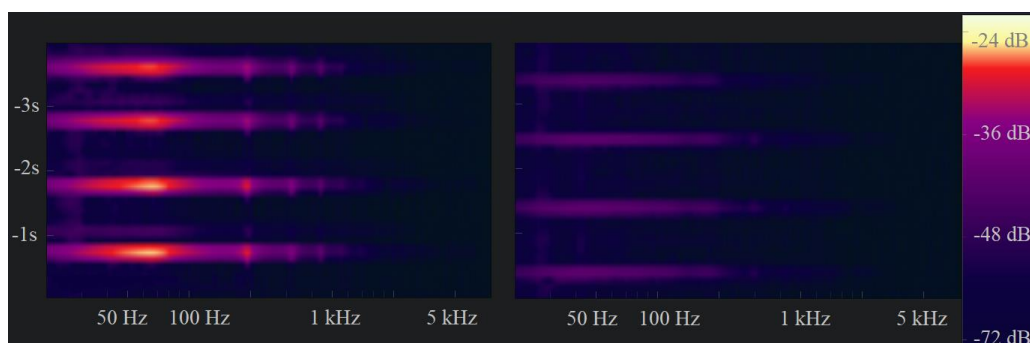 -24 dB
-3s
-36 dB
-2s
-1s
-48 dB
50 Hz 100 Hz 1 kHz 5 kHz 50 Hz 100 Hz 1 kHz 5 kHz
-72 dB